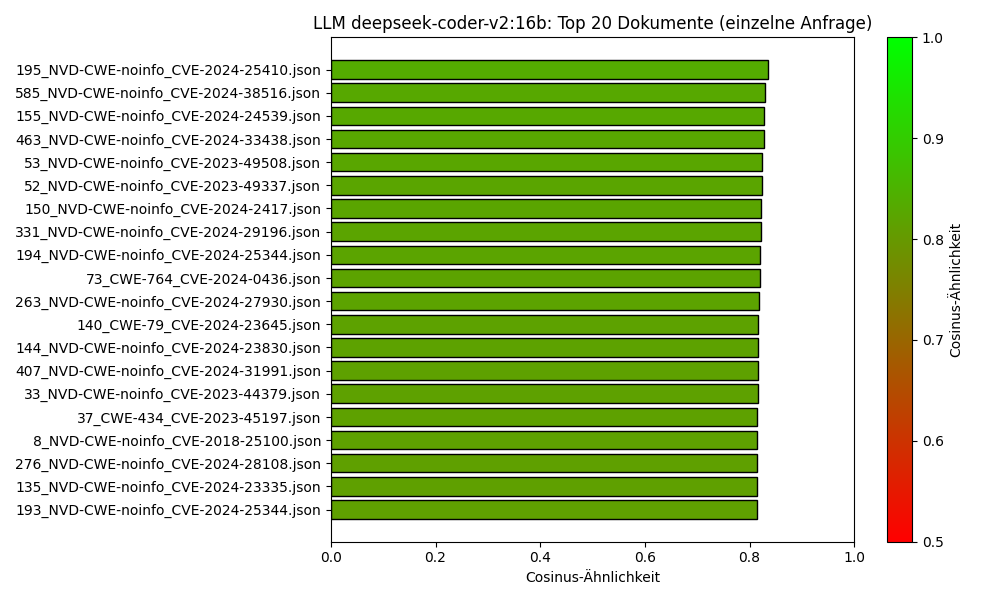 LLM deepseek-coder-v2:16b: Top 20 Dokumente (einzelne Anfrage)
195_NVD-CWE-noinfo_CVE-2024-25410.json
585_NVD-CWE-noinfo_CVE-2024-38516.json
155_NVD-CWE-noinfo_CVE-2024-24539.json
463_NVD-CWE-noinfo_CVE-2024-33438.json
53_NVD-CWE-noinfo_CVE-2023-49508.json
52_NVD-CWE-noinfo_CVE-2023-49337.json
150_NVD-CWE-noinfo_CVE-2024-2417.json
331_NVD-CWE-noinfo_CVE-2024-29196.json
194_NVD-CWE-noinfo_CVE-2024-25344.json
73_CWE-764_CVE-2024-0436.json
263_NVD-CWE-noinfo_CVE-2024-27930.json
140_CWE-79_CVE-2024-23645.json
144_NVD-CWE-noinfo_CVE-2024-23830.json
407_NVD-CWE-noinfo_CVE-2024-31991.json
33_NVD-CWE-noinfo_CVE-2023-44379.json
37_CWE-434_CVE-2023-45197.json
8_NVD-CWE-noinfo_CVE-2018-25100.json
276_NVD-CWE-noinfo_CVE-2024-28108.json
135_NVD-CWE-noinfo_CVE-2024-23335.json
193_NVD-CWE-noinfo_CVE-2024-25344.json
0.0 0.2 0.4 0.6 0.8 1.0
Cosinus-Ähnlichkeit
1.0
0.9
0.8
0.7
0.6
0.5
Cosinus-Ähnlichkeit